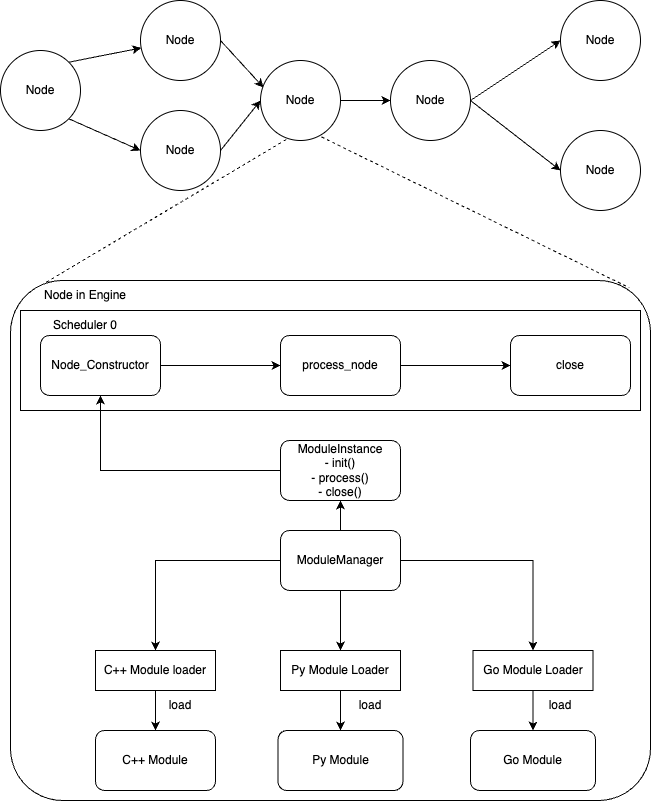 Node
Node
Node
Node
Node
Node
Node
Node in Engine
Scheduler 0
Node_Constructor
process_node
close
ModuleInstance
- init()
- process()
- close()
ModuleManager
C++ Module loader
Py Module Loader
Go Module Loader
load
load
load
C++ Module
Py Module
Go Module